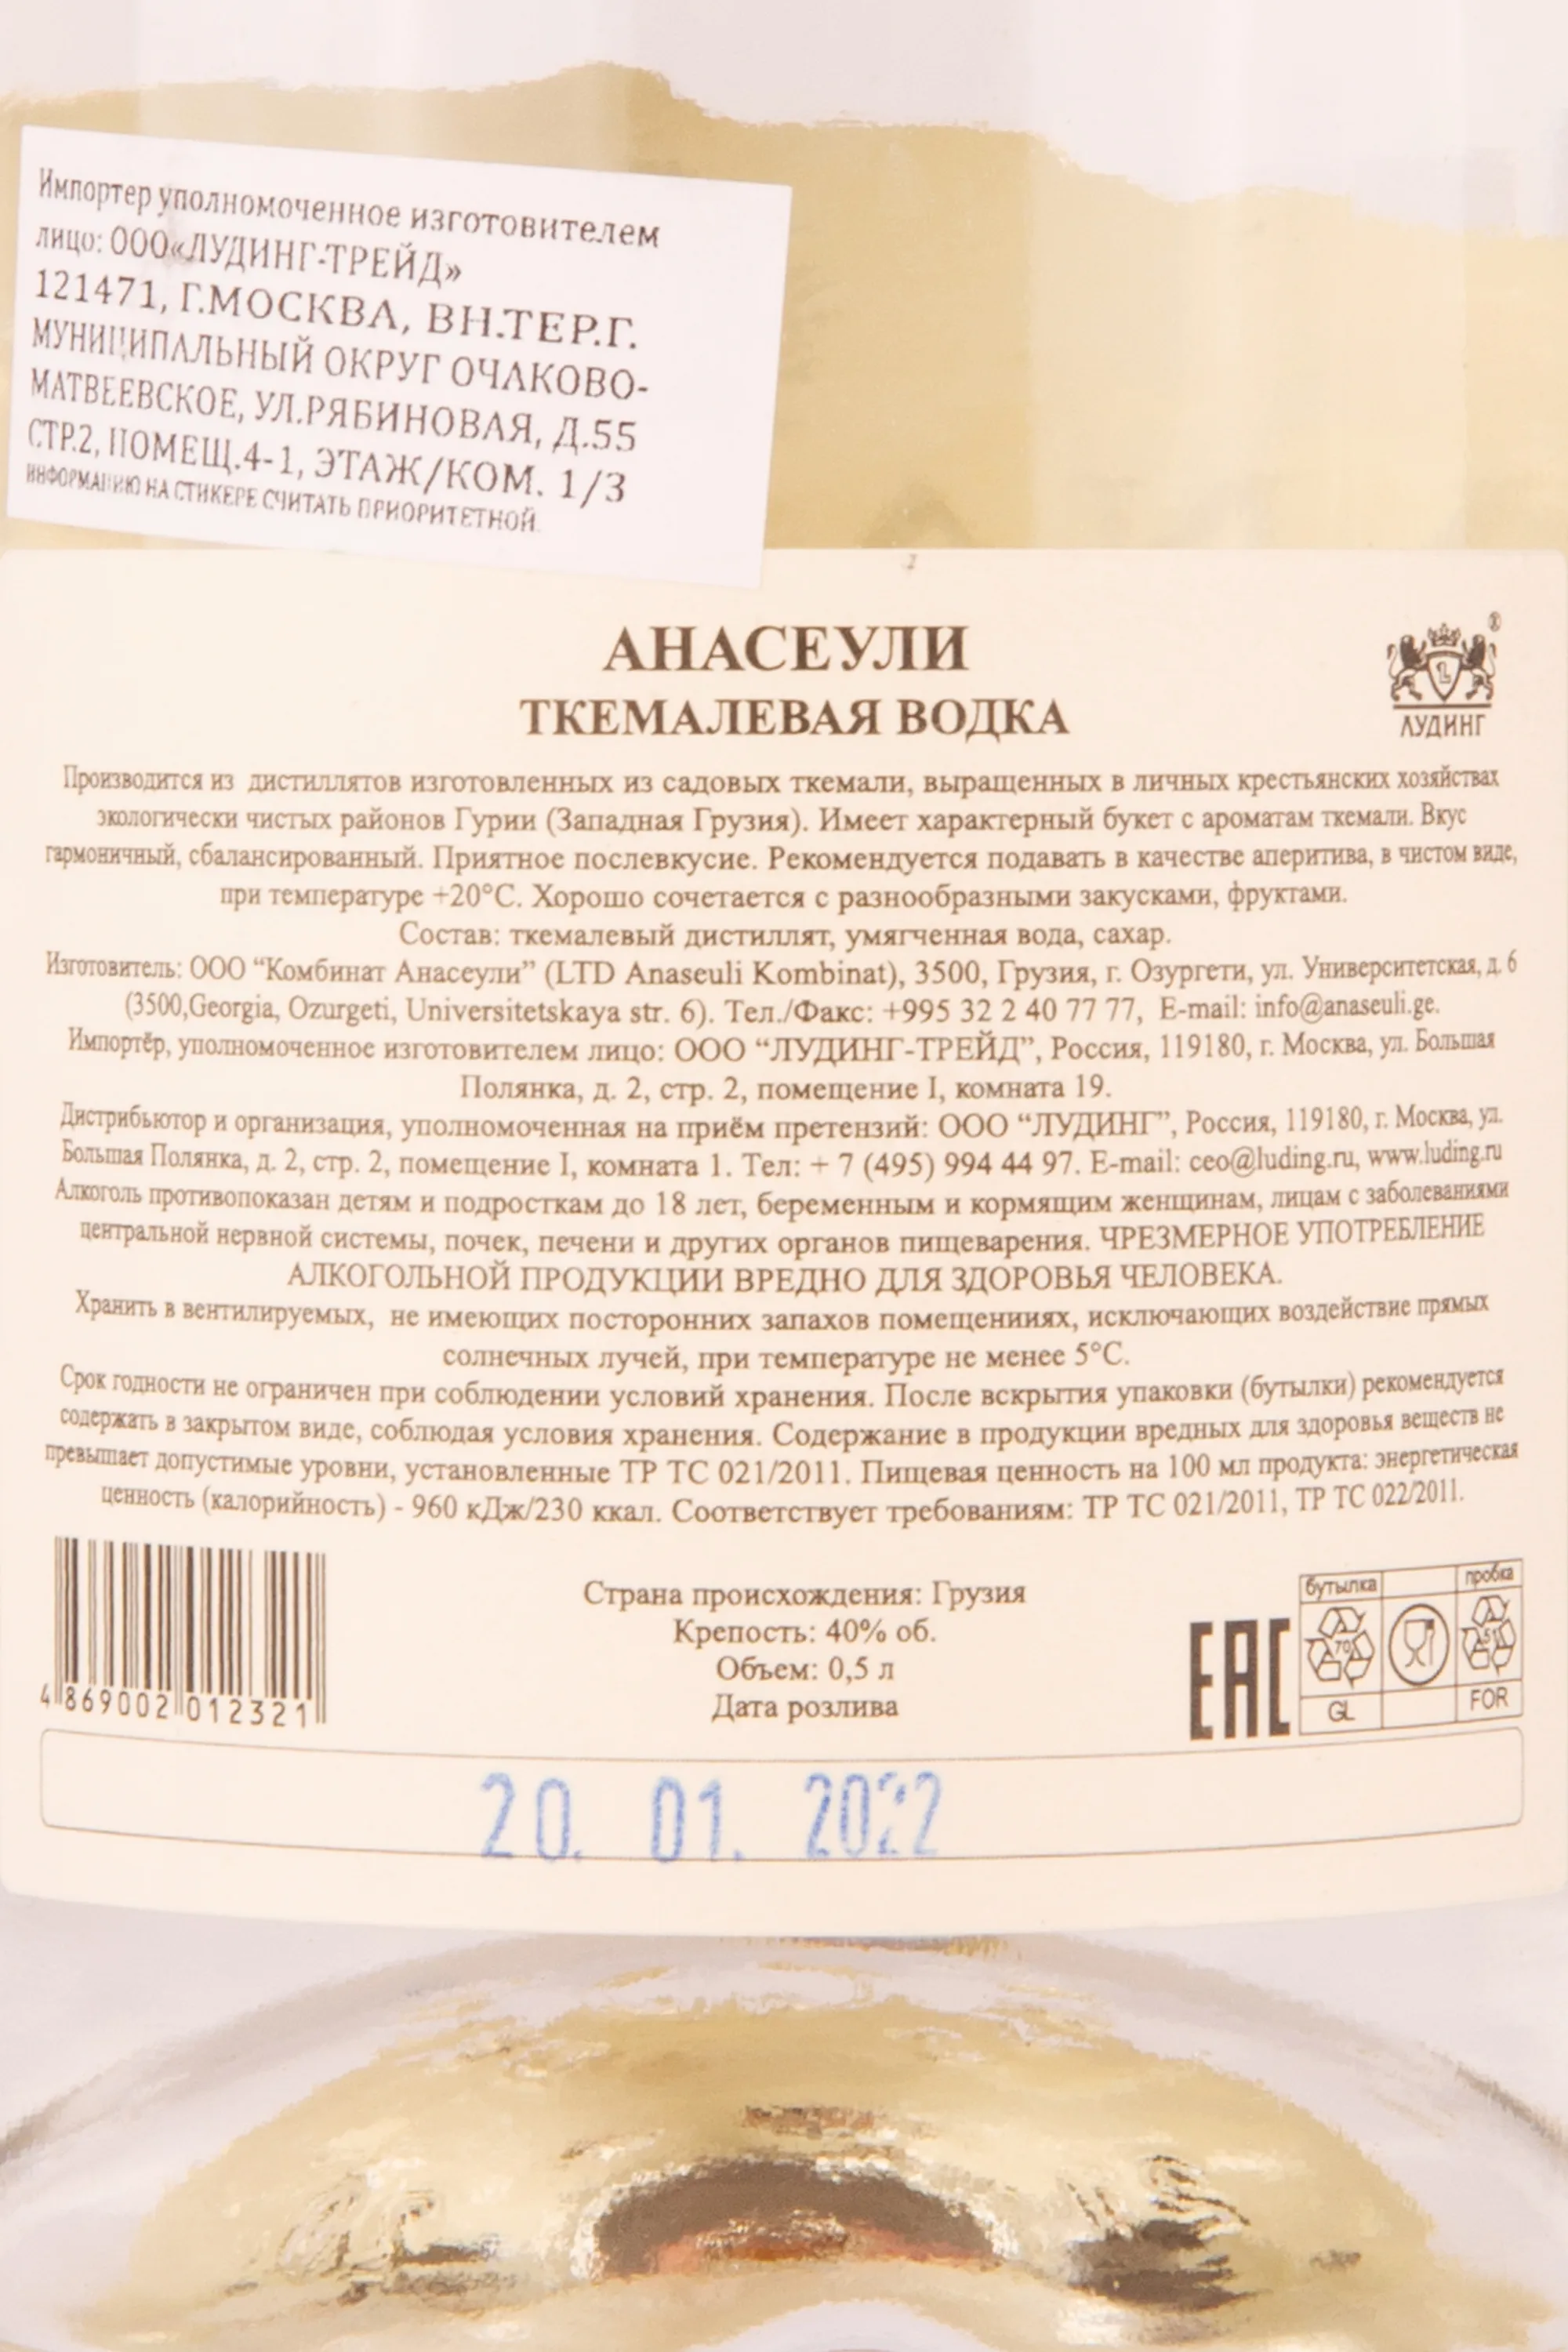 Импортер уполномоченное изготовителем
лицо: ООО«ЛУДИНГ-ТРЕЙД»
121471, Г.МОСКВА, ВН.ТЕР.Г.
МУНИЦИПАЛЬНЫЙ ОКРУГ ОЧАКОВО-
МАТВЕЕВСКОЕ, УЛ.РЯБИНОВАЯ, Д.55
СТР.2, ПОМЕЩ.4-1, ЭТАЖ/КОМ. 1/3
ИНФОРМАЦИЮ НА СТИКЕРЕ СЧИТАТЬ ПРИОРИТЕТНОЙ.
АНАСЕУЛИ
ТКЕМАЛЕВАЯ ВОДКА
®
L
ЛУДИНГ
Производится из дистиллятов изготовленных из садовых ткемали, выращенных в личных крестьянских хозяйствах
экологически чистых районов Гурии (Западная Грузия). Имеет характерный букет с ароматам ткемали. Вкус
гармоничный, сбалансированный. Приятное послевкусие. Рекомендуется подавать в качестве аперитива, в чистом виде,
при температуре +20°C. Хорошо сочетается с разнообразными закусками, фруктами.
Состав: ткемалевый дистиллят, умягченная вода, сахар.
Изготовитель: ООО “Комбинат Анасеули” (LTD Anaseuli Kombinat), 3500, Грузия, г. Озургети, ул. Университетская, д. 6
(3500,Georgia, Ozurgeti, Universitetskaya str. 6). Тел./Факс: +995 32 2 40 77 77, E-mail: info@anaseuli.ge.
Импортёр, уполномоченное изготовителем лицо: ООО “ЛУДИНГ-ТРЕЙД”, Россия, 119180, г. Москва, ул. Большая
Полянка, д. 2, стр. 2, помещение I, комната 19.
Дистрибьютор и организация, уполномоченная на приём претензий: ООО “ЛУДИНГ”, Россия, 119180, г. Москва, ул.
Большая Полянка, д. 2, стр. 2, помещение I, комната 1. Тел: + 7 (495) 994 44 97. E-mail: ceo@luding.ru, www.luding.ru
Алкоголь противопоказан детям и подросткам до 18 лет, беременным и кормящим женщинам, лицам с заболеваниями
центральной нервной системы, почек, печени и других органов пищеварения. ЧРЕЗМЕРНОЕ УПОТРЕБЛЕНИЕ
АЛКОГОЛЬНОЙ ПРОДУКЦИИ ВРЕДНО ДЛЯ ЗДОРОВЬЯ ЧЕЛОВЕКА.
Хранить в вентилируемых, не имеющих посторонних запахов помещенииях, исключающих воздействие прямых
солнечных лучей, при температуре не менее 5°C.
Срок годности не ограничен при соблюдении условий хранения. После вскрытия упаковки (бутылки) рекомендуется
содержать в закрытом виде, соблюдая условия хранения. Содержание в продукции вредных для здоровья веществ не
превышает допустимые уровни, установленные ТР ТС 021/2011. Пищевая ценность на 100 мл продукта: энергетическая
ценность (калорийность) - 960 кДж/230 ккал. Соответствует требованиям: ТР ТС 021/2011, ТР ТС 022/2011.
4 869002 012321
Страна происхождения: Грузия
Крепость: 40% об.
Объем: 0,5 л
Дата розлива
EAC
бутылка
пробка
70
51
GL
FOR
20. 01. 2022